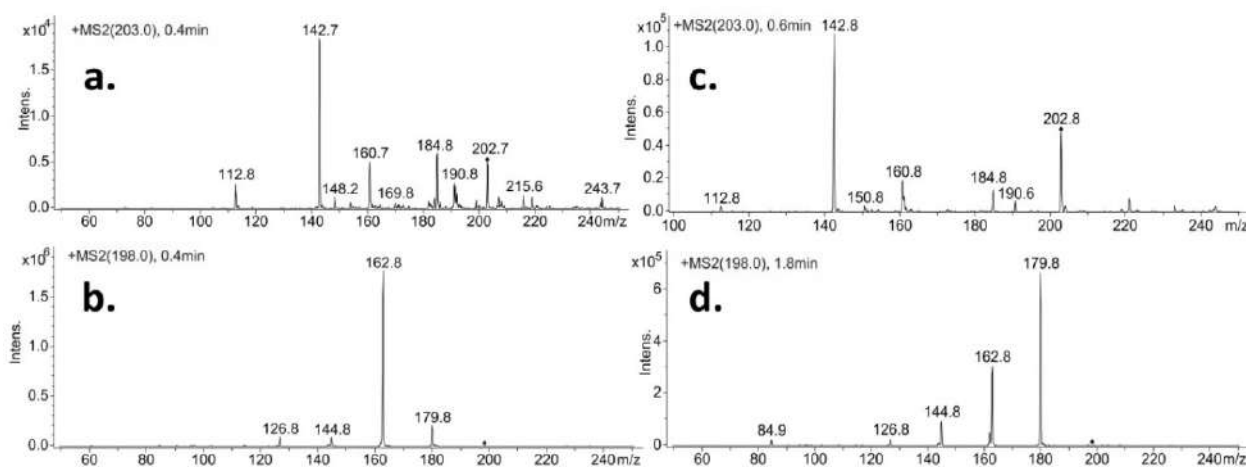 x10⁴
+MS2(203.0), 0.4min
a.
Intens.
1.5
1.0
0.5
0.0
142.7
112.8
148.2
160.7
169.8
184.8
190.8
202.7
215.6
243.7
60 80 100 120 140 160 180 200 220 240 m/z
x10⁶
+MS2(198.0), 0.4min
b.
Intens.
1.5
1.0
0.5
0.0
162.8
126.8
144.8
179.8
60 80 100 120 140 160 180 200 220 240 m/z
x10⁵
+MS2(203.0), 0.6min
c.
Intens.
1.0
0.8
0.6
0.4
0.2
0.0
142.8
112.8
150.8
160.8
184.8
190.6
202.8
100 120 140 160 180 200 220 240 m/z
x10⁵
+MS2(198.0), 1.8min
d.
Intens.
6
4
2
0
179.8
162.8
144.8
126.8
84.9
60 80 100 120 140 160 180 200 220 240 m/z